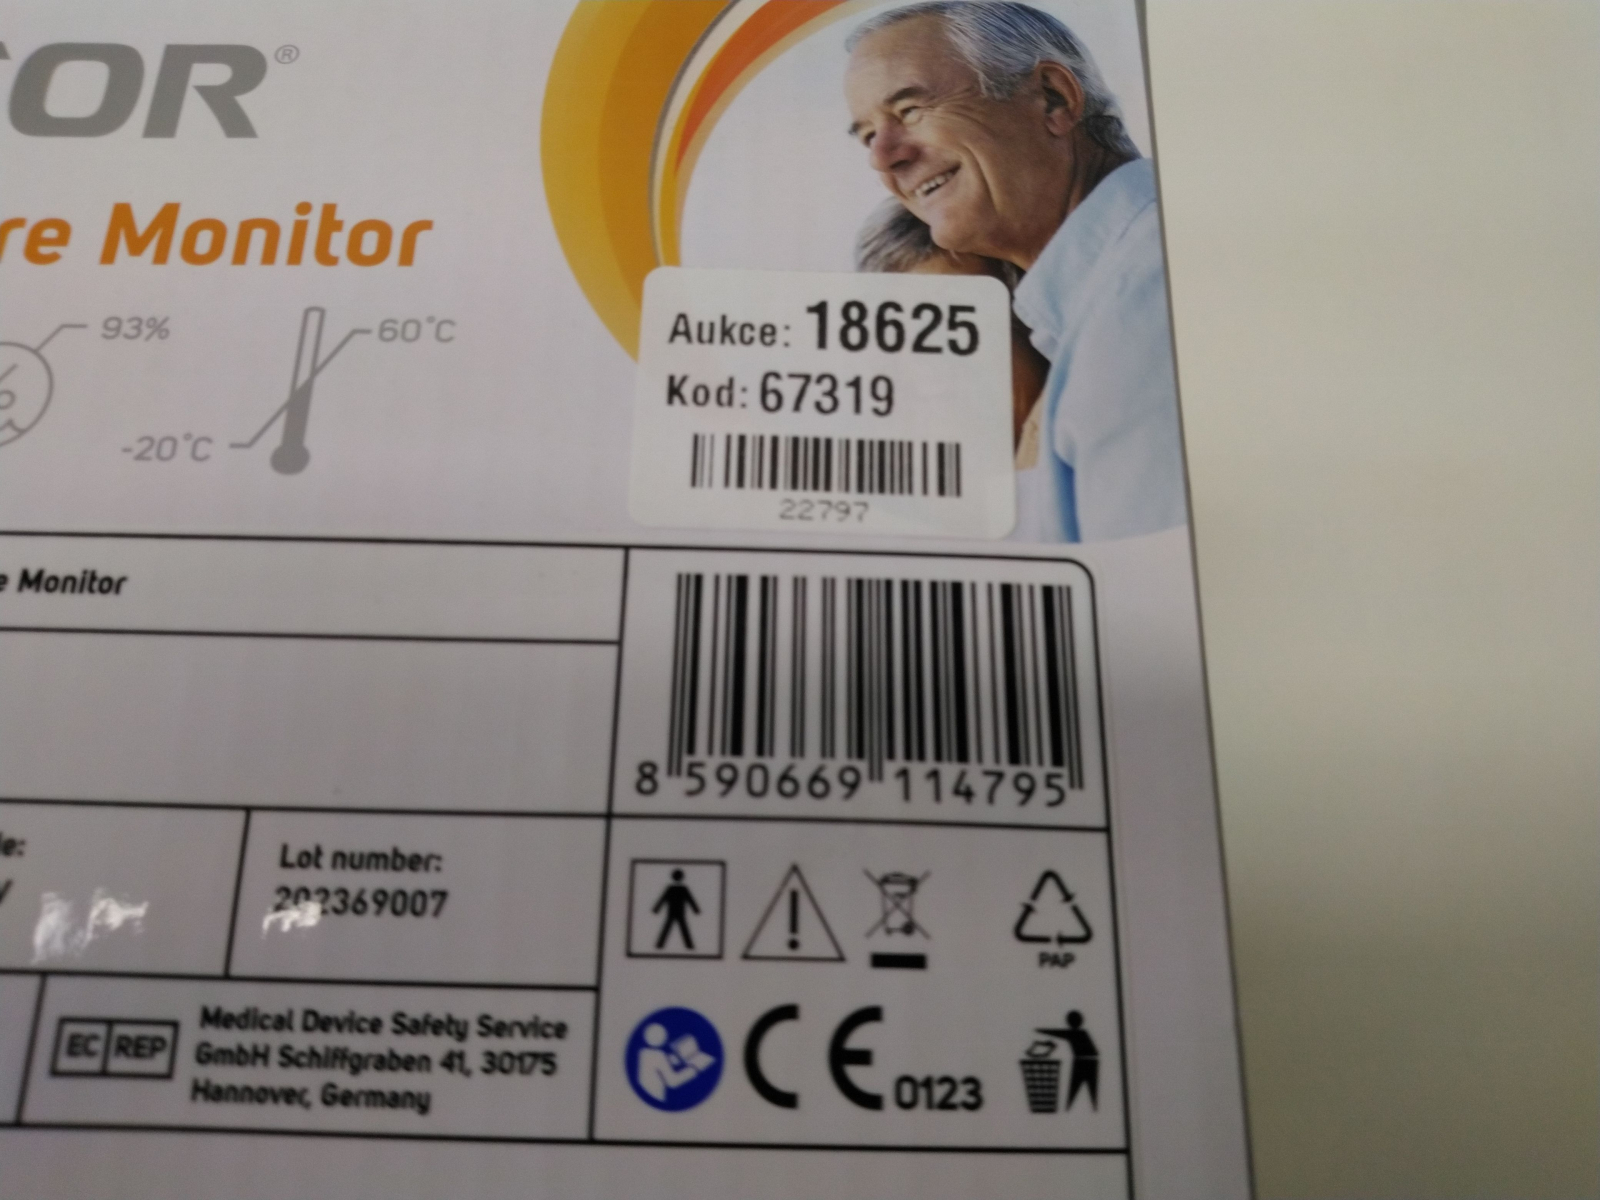 OR®
re Monitor
93%
60°C
-20°C
%
Aukce: 18625
Kod: 67319
22797
e Monitor
8 590669 114795
le:
Lot number:
202369007
PAP
EC REP
Medical Device Safety Service
GmbH Schiffgraben 41, 30175
Hannover, Germany
CE 0123